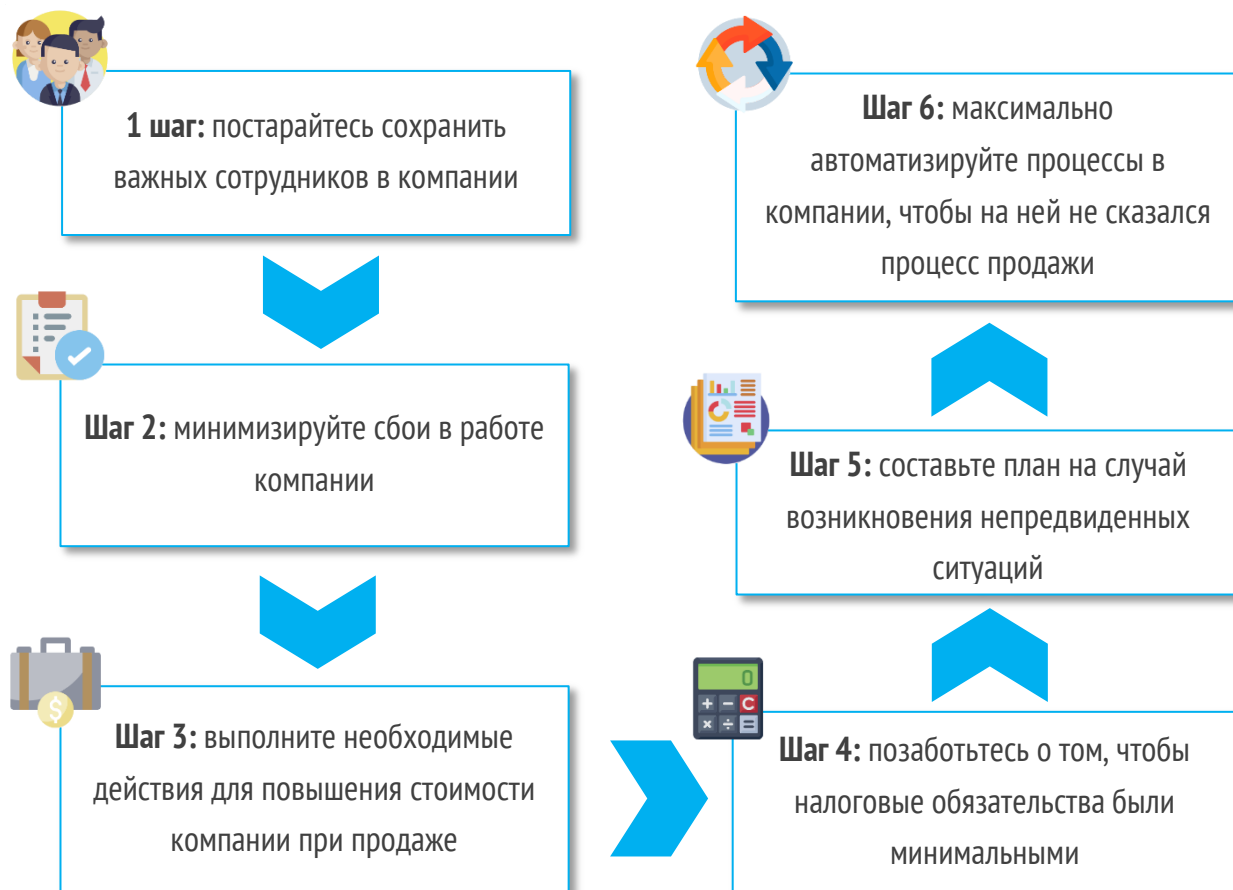 1 шаг: постарайтесь сохранить
важных сотрудников в компании
Шаг 2: минимизируйте сбои в работе
компании
Шаг 3: выполните необходимые
действия для повышения стоимости
компании при продаже
Шаг 4: позаботьтесь о том, чтобы
налоговые обязательства были
минимальными
Шаг 5: составьте план на случай
возникновения непредвиденных
ситуаций
Шаг 6: максимально
автоматизируйте процессы в
компании, чтобы на ней не сказался
процесс продажи
$
0
+ - C
× ÷ =